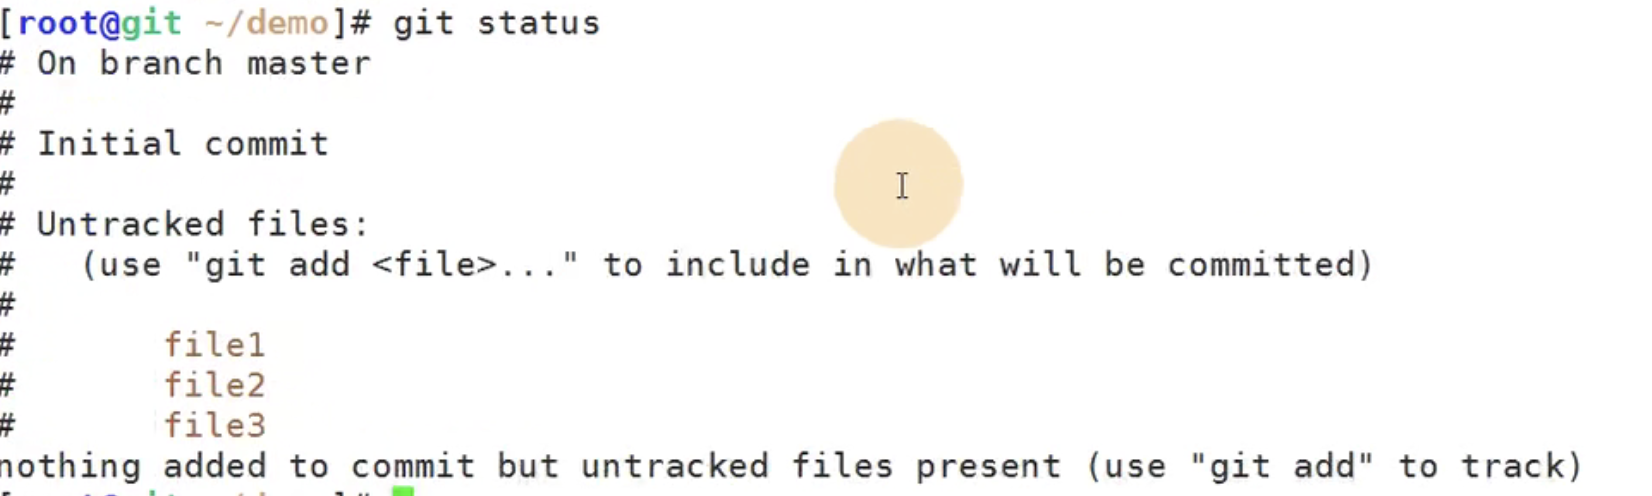 [root@git ~/demo]# git status
# On branch master
#
# Initial commit
#
# Untracked files:
#   (use "git add <file>..." to include in what will be committed)
#
#       file1
#       file2
#       file3
nothing added to commit but untracked files present (use "git add" to track)